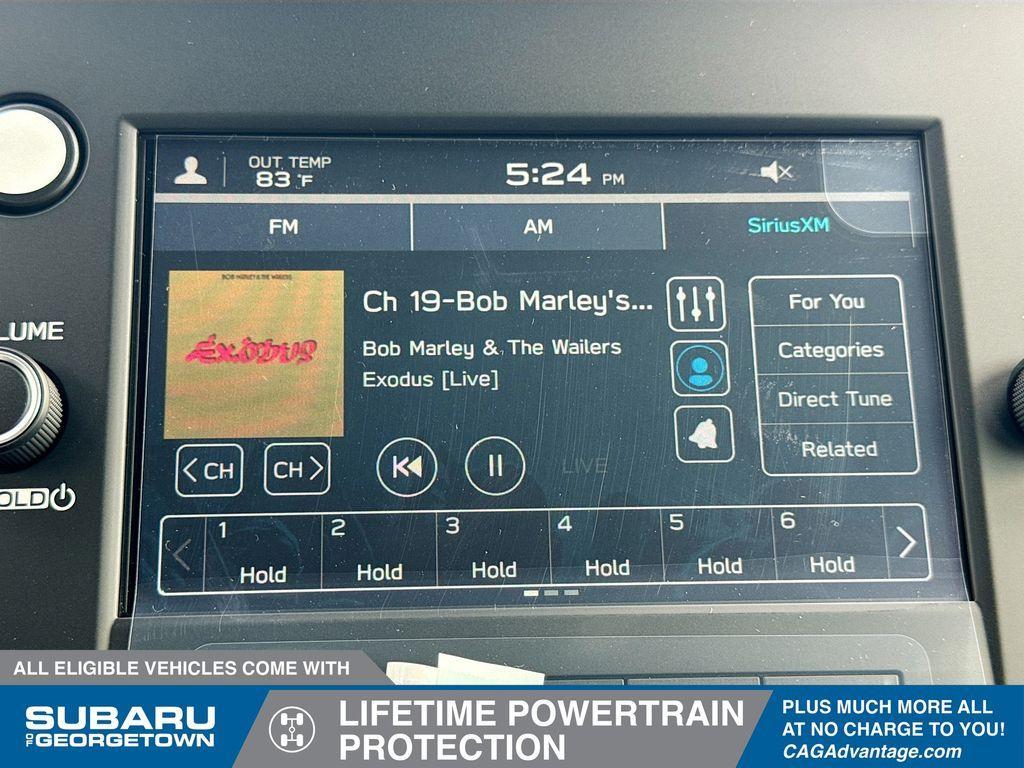 OUT TEMP
83 °F
5:24 PM
FM
AM
SiriusXM
BOB MARLEY & THE WAILERS
Exodus
Ch 19-Bob Marley's...
Bob Marley & The Wailers
Exodus [Live]
For You
Categories
Direct Tune
Related
< CH
CH >
LIVE
1 2 3 4 5 6
Hold Hold Hold Hold Hold Hold
LUME
OLD
ALL ELIGIBLE VEHICLES COME WITH
SUBARU
OF GEORGETOWN
LIFETIME POWERTRAIN
PROTECTION
PLUS MUCH MORE ALL
AT NO CHARGE TO YOU!
CAGAdvantage.com